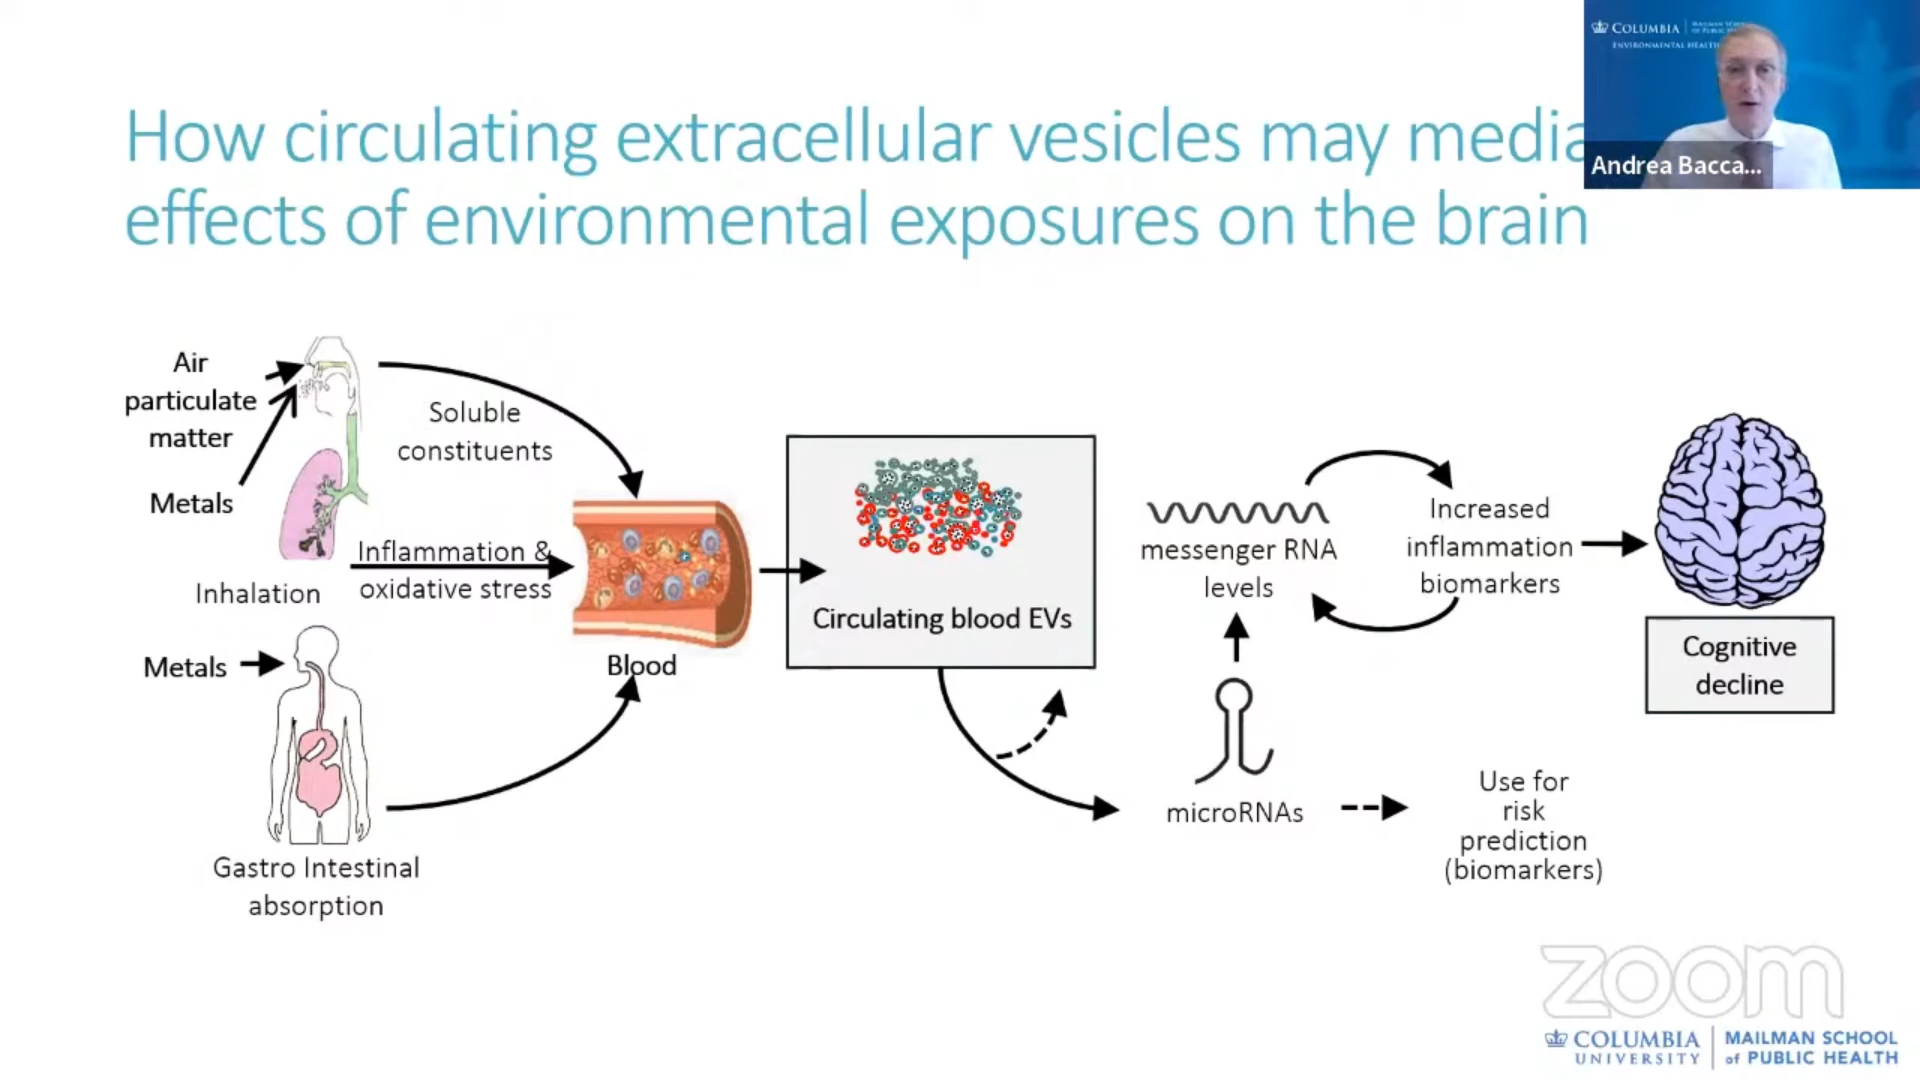 COLUMBIA
ENVIRONMENTAL HEALTH
Andrea Bacca...
How circulating extracellular vesicles may media
effects of environmental exposures on the brain
Air
particulate
matter
Metals
Soluble
constituents
Inflammation &
oxidative stress
Inhalation
Metals
Blood
Gastro Intestinal
absorption
Circulating blood EVs
messenger RNA
levels
Increased
inflammation
biomarkers
microRNAs
Use for
risk
prediction
(biomarkers)
Cognitive
decline
zoom
COLUMBIA
UNIVERSITY
MAILMAN SCHOOL
of PUBLIC HEALTH